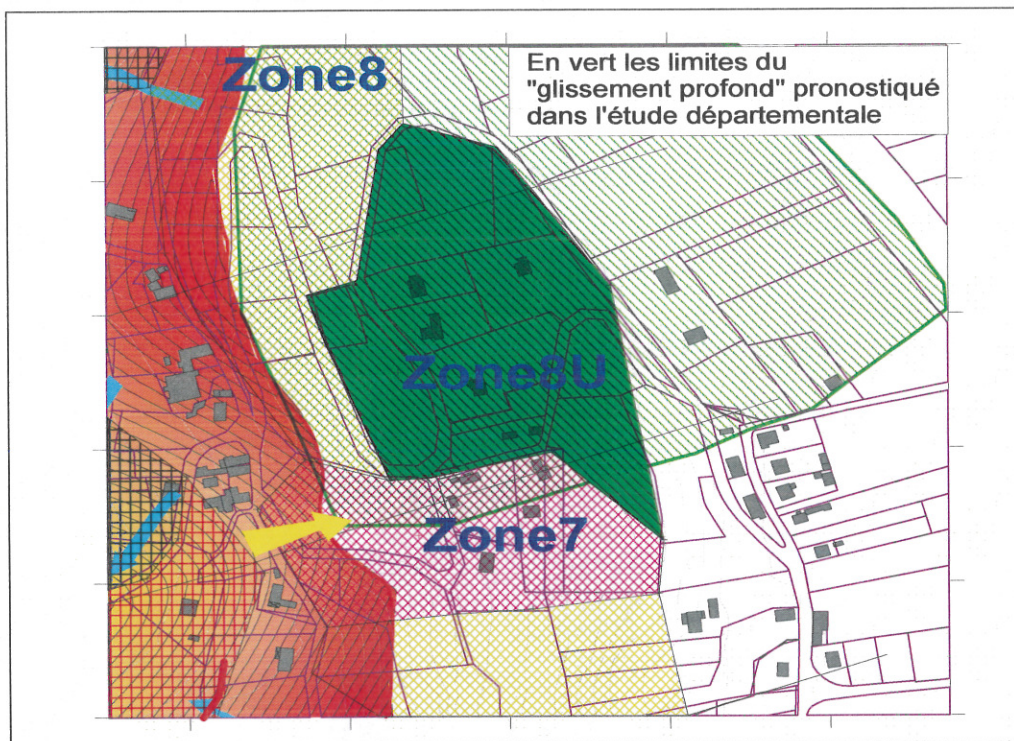 Zone8
En vert les limites du
"glissement profond" pronostiqué
dans l'étude départementale
Zone8U
Zone7